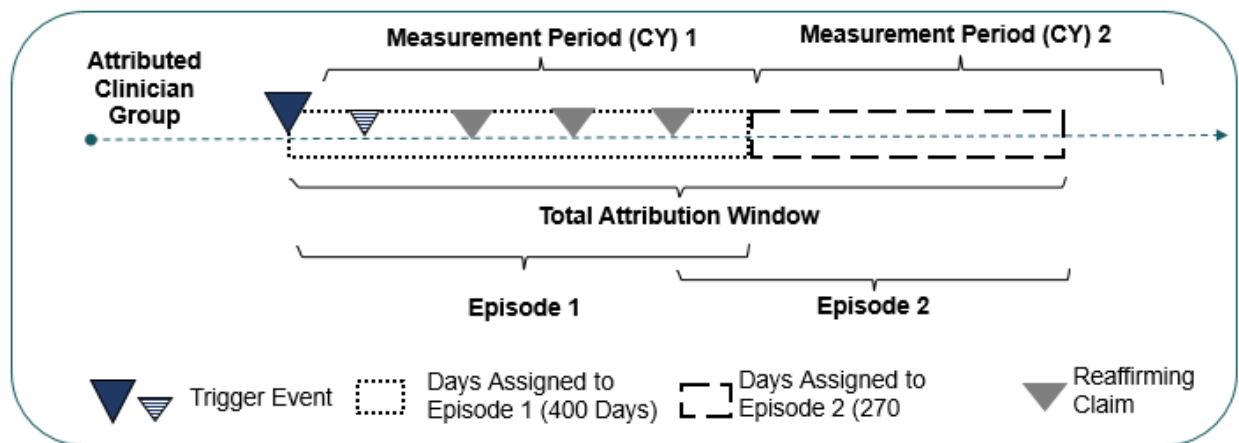 Measurement Period (CY) 1
Measurement Period (CY) 2
Attributed
Clinician
Group
Total Attribution Window
Episode 1
Episode 2
Trigger Event
Days Assigned to
Episode 1 (400 Days)
Days Assigned to
Episode 2 (270
Reaffirming
Claim